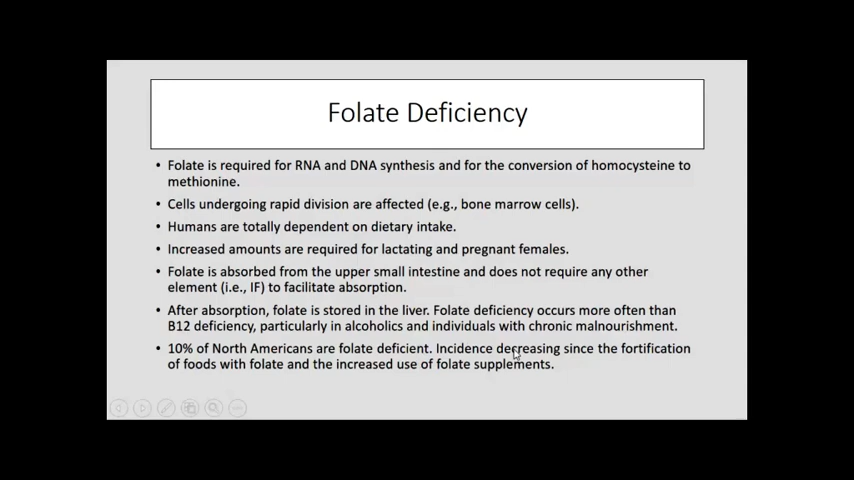 Folate Deficiency
• Folate is required for RNA and DNA synthesis and for the conversion of homocysteine to
methionine.
• Cells undergoing rapid division are affected (e.g., bone marrow cells).
• Humans are totally dependent on dietary intake.
• Increased amounts are required for lactating and pregnant females.
• Folate is absorbed from the upper small intestine and does not require any other
element (i.e., IF) to facilitate absorption.
• After absorption, folate is stored in the liver. Folate deficiency occurs more often than
B12 deficiency, particularly in alcoholics and individuals with chronic malnourishment.
• 10% of North Americans are folate deficient. Incidence decreasing since the fortification
of foods with folate and the increased use of folate supplements.